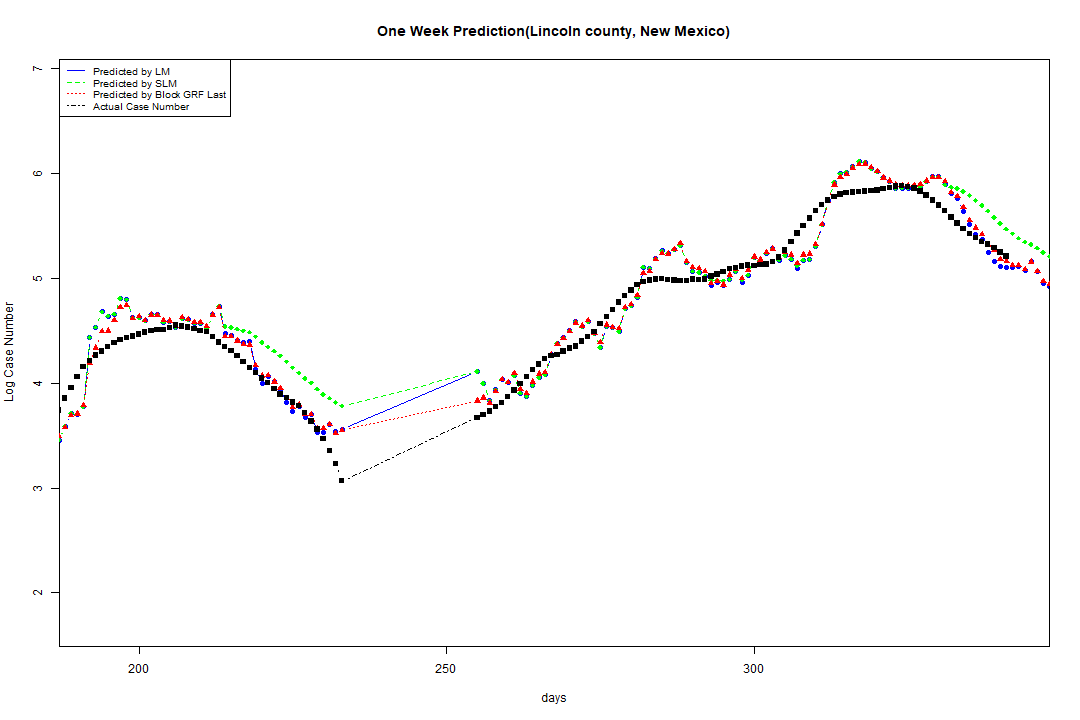 One Week Prediction(Lincoln county, New Mexico)
Predicted by LM
Predicted by SLM
Predicted by Block GRF Last
Actual Case Number
Log Case Number
7
6
5
4
3
2
200
250
300
days